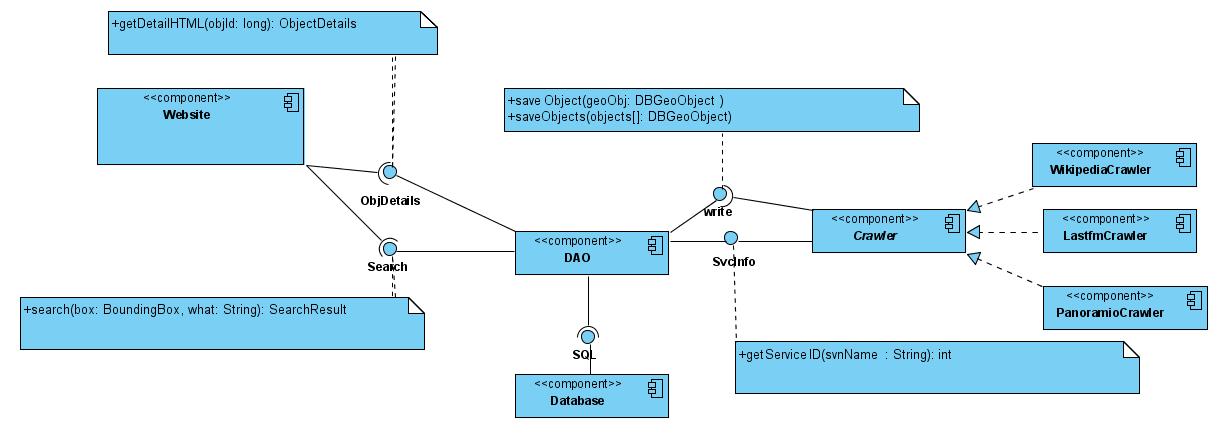 +getDetailHTML(objId: long): ObjectDetails
<<component>>
Website
+save Object(geoObj: DBGeoObject )
+saveObjects(objects[]: DBGeoObject)
<<component>>
WikipediaCrawler
ObjDetails
write
<<component>>
Crawler
<<component>>
LastfmCrawler
<<component>>
DAO
Search
SvcInfo
<<component>>
PanoramioCrawler
+search(box: BoundingBox, what: String): SearchResult
SQL
+getServiceID(svnName : String): int
<<component>>
Database